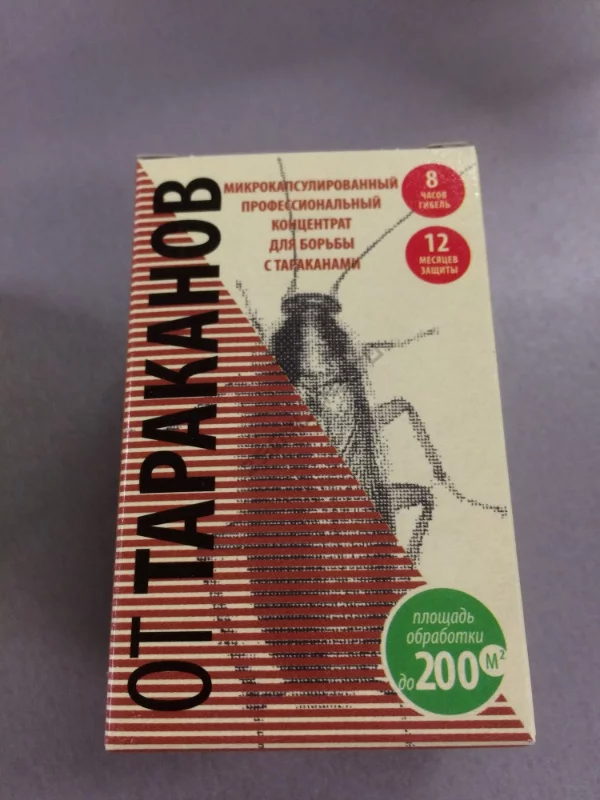 ОТ ТАРАКАНОВ
МИКРОКАПСУЛИРОВАННЫЙ
ПРОФЕССИОНАЛЬНЫЙ
КОНЦЕНТРАТ
ДЛЯ БОРЬБЫ
С ТАРАКАНАМИ
8
ЧАСОВ
ГИБЕЛЬ
12
МЕСЯЦЕВ
ЗАЩИТЫ
площадь
обработки
до 200 м²